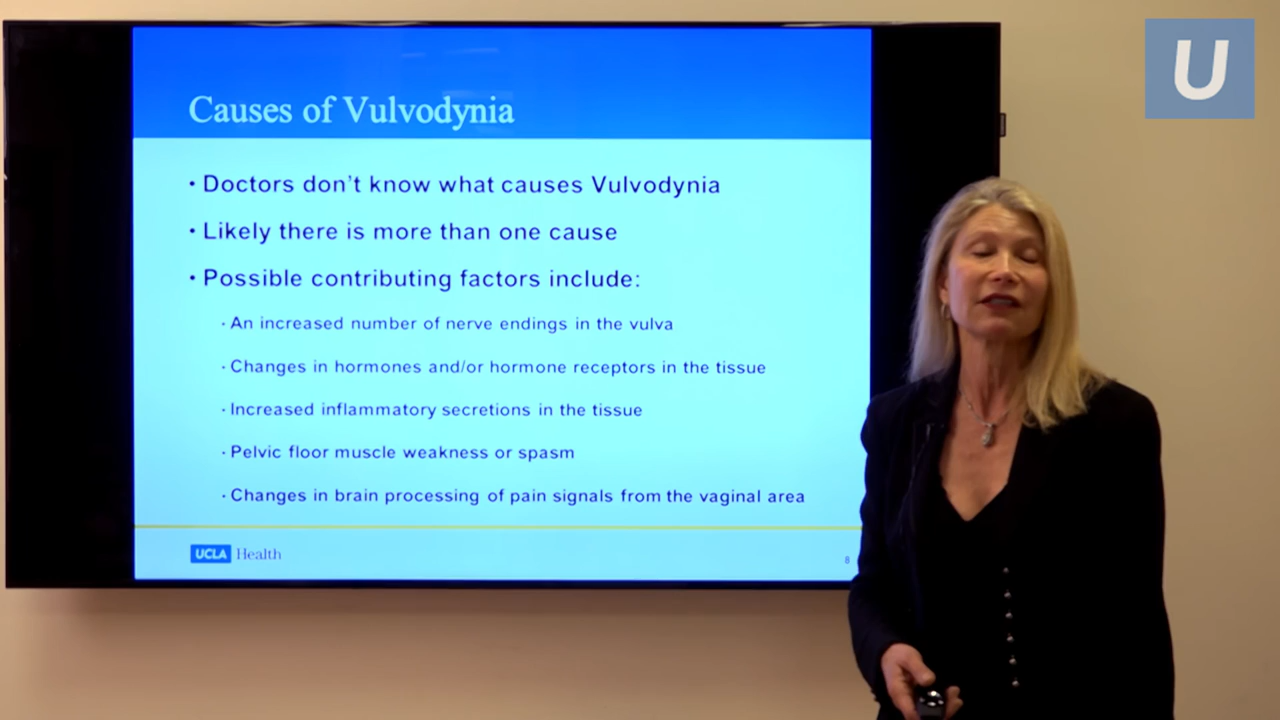 U
Causes of Vulvodynia
• Doctors don't know what causes Vulvodynia
• Likely there is more than one cause
• Possible contributing factors include:
· An increased number of nerve endings in the vulva
· Changes in hormones and/or hormone receptors in the tissue
· Increased inflammatory secretions in the tissue
· Pelvic floor muscle weakness or spasm
· Changes in brain processing of pain signals from the vaginal area
UCLA Health
8